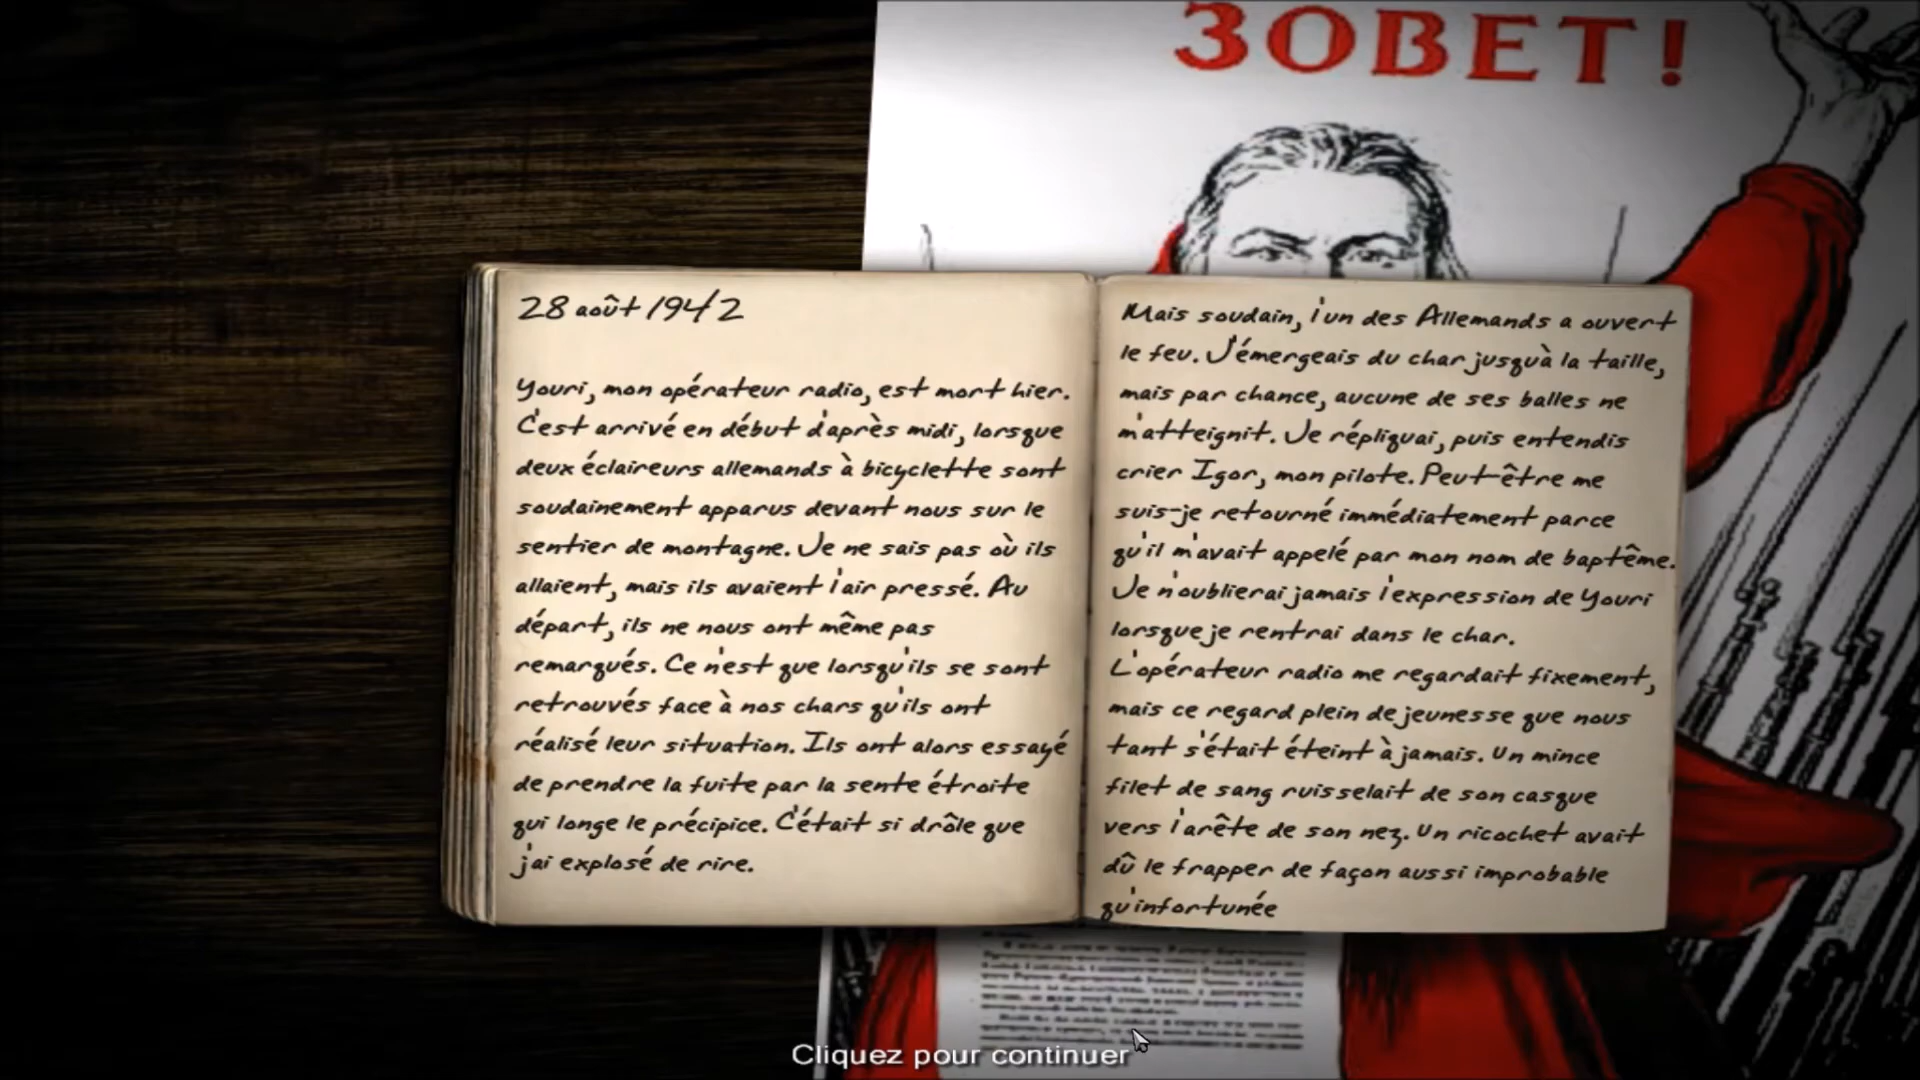 ЗОВЕТ!
28 août 1942
Youri, mon opérateur radio, est mort hier.
C'est arrivé en début d'après midi, lorsque
deux éclaireurs allemands à bicyclette sont
soudainement apparus devant nous sur le
sentier de montagne. Je ne sais pas où ils
allaient, mais ils avaient l'air pressé. Au
départ, ils ne nous ont même pas
remarqués. Ce n'est que lorsqu'ils se sont
retrouvés face à nos chars qu'ils ont
réalisé leur situation. Ils ont alors essayé
de prendre la fuite par la sente étroite
qui longe le précipice. C'était si drôle que
j'ai explosé de rire.
Mais soudain, l'un des Allemands a ouvert
le feu. J'émergeais du char jusqu'à la taille,
mais par chance, aucune de ses balles ne
m'atteignit. Je répliquai, puis entendis
crier Igor, mon pilote. Peut-être me
suis-je retourné immédiatement parce
qu'il m'avait appelé par mon nom de baptême.
Je n'oublierai jamais l'expression de Youri
lorsque je rentrai dans le char.
L'opérateur radio me regardait fixement,
mais ce regard plein de jeunesse que nous
tant s'était éteint à jamais. Un mince
filet de sang ruisselait de son casque
vers l'arête de son nez. Un ricochet avait
dû le frapper de façon aussi improbable
qu'infortunée
Cliquez pour continuer